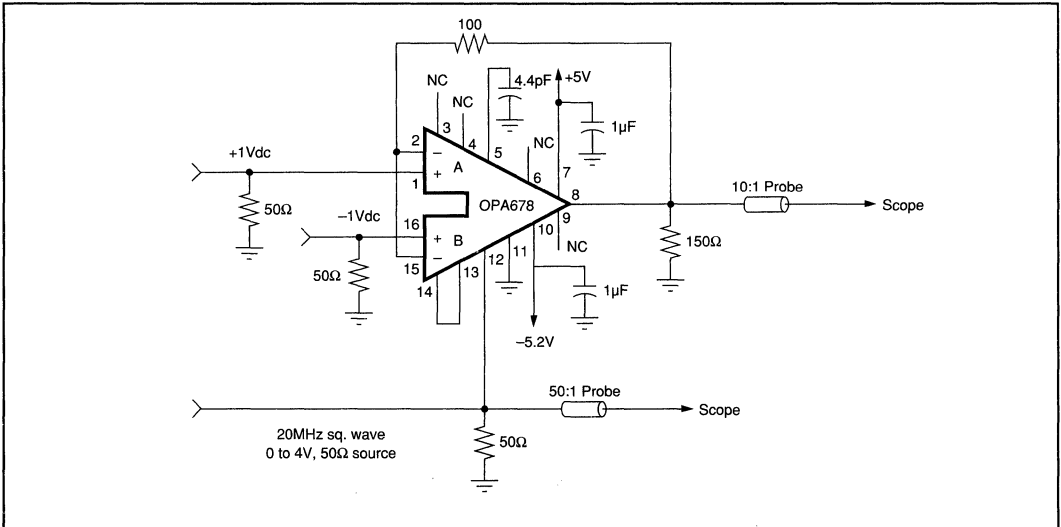 100
NC
4.4pF
+5V
NC
1µF
2
3
4
5
NC
+1Vdc
−
A
6
7
10:1 Probe
1
+
8
Scope
50Ω
OPA678
−1Vdc
16
+
B
10
9
150Ω
NC
50Ω
15
−
12
11
14
13
1µF
−5.2V
50:1 Probe
Scope
20MHz sq. wave
0 to 4V, 50Ω source
50Ω